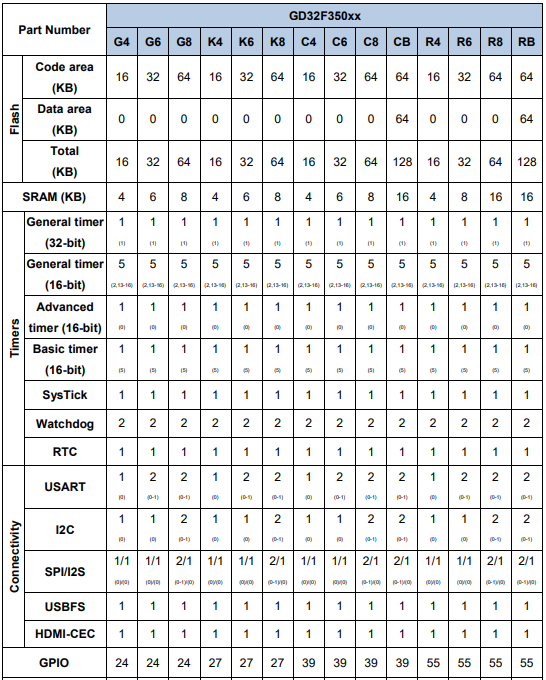 Part Number GD32F350xx
G4 G6 G8 K4 K6 K8 C4 C6 C8 CB R4 R6 R8 RB
Flash
Code area (KB) 16 32 64 16 32 64 16 32 64 64 16 32 64 64
Data area (KB) 0 0 0 0 0 0 0 0 0 64 0 0 0 64
Total (KB) 16 32 64 16 32 64 16 32 64 128 16 32 64 128
SRAM (KB) 4 6 8 4 6 8 4 6 8 16 4 8 16 16
Timers
General timer (32-bit) 1 1 1 1 1 1 1 1 1 1 1 1 1 1
(1) (1) (1) (1) (1) (1) (1) (1) (1) (1) (1) (1) (1) (1)
General timer (16-bit) 5 5 5 5 5 5 5 5 5 5 5 5 5 5
(2,13-16) (2,13-16) (2,13-16) (2,13-16) (2,13-16) (2,13-16) (2,13-16) (2,13-16) (2,13-16) (2,13-16) (2,13-16) (2,13-16) (2,13-16) (2,13-16)
Advanced timer (16-bit) 1 1 1 1 1 1 1 1 1 1 1 1 1 1
(0) (0) (0) (0) (0) (0) (0) (0) (0) (0) (0) (0) (0) (0)
Basic timer (16-bit) 1 1 1 1 1 1 1 1 1 1 1 1 1 1
(5) (5) (5) (5) (5) (5) (5) (5) (5) (5) (5) (5) (5) (5)
SysTick 1 1 1 1 1 1 1 1 1 1 1 1 1 1
Watchdog 2 2 2 2 2 2 2 2 2 2 2 2 2 2
RTC 1 1 1 1 1 1 1 1 1 1 1 1 1 1
Connectivity
USART 1 2 2 1 2 2 1 2 2 2 1 2 2 2
(0) (0-1) (0-1) (0) (0-1) (0-1) (0) (0-1) (0-1) (0-1) (0) (0-1) (0-1) (0-1)
I2C 1 1 2 1 1 2 1 1 2 2 1 1 2 2
(0) (0) (0-1) (0) (0) (0-1) (0) (0) (0-1) (0-1) (0) (0) (0-1) (0-1)
SPI/I2S 1/1 1/1 2/1 1/1 1/1 2/1 1/1 1/1 2/1 2/1 1/1 1/1 2/1 2/1
(0)/(0) (0)/(0) (0-1)/(0) (0)/(0) (0)/(0) (0-1)/(0) (0)/(0) (0)/(0) (0-1)/(0) (0-1)/(0) (0)/(0) (0)/(0) (0-1)/(0) (0-1)/(0)
USBFS 1 1 1 1 1 1 1 1 1 1 1 1 1 1
HDMI-CEC 1 1 1 1 1 1 1 1 1 1 1 1 1 1
GPIO 24 24 24 27 27 27 39 39 39 39 55 55 55 55